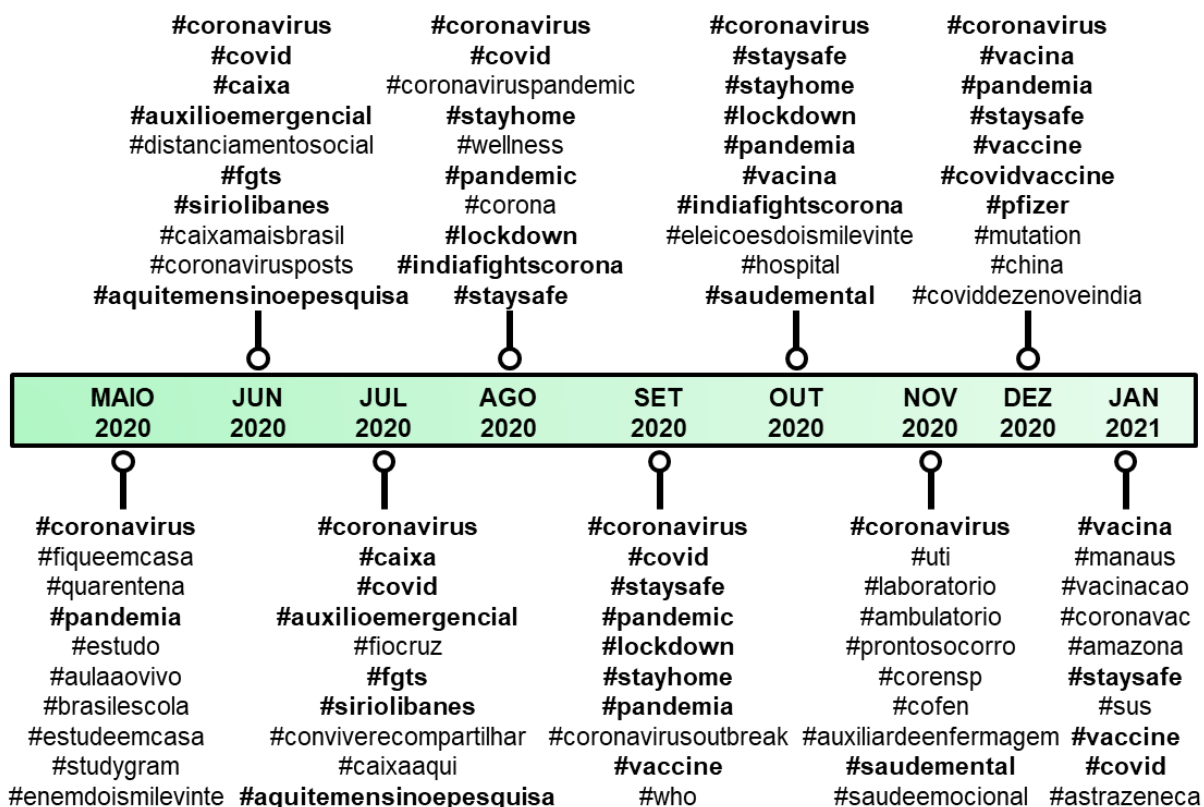 #coronavirus
#covid
#caixa
#auxilioemergencial
#distanciamentosocial
#fgts
#siriolibanes
#caixamaisbrasil
#coronavirusposts
#aquitemensinoepesquisa
#coronavirus
#covid
#coronaviruspandemic
#stayhome
#wellness
#pandemic
#corona
#lockdown
#indiafightscorona
#staysafe
#coronavirus
#staysafe
#stayhome
#lockdown
#pandemia
#vacina
#indiafightscorona
#eleicoesdoismilevinte
#hospital
#saudemental
#coronavirus
#vacina
#pandemia
#staysafe
#vaccine
#covidvaccine
#pfizer
#mutation
#china
#coviddezenoveindia
MAIO JUN JUL AGO SET OUT NOV DEZ JAN
2020 2020 2020 2020 2020 2020 2020 2020 2021
#coronavirus
#fiqueemcasa
#quarentena
#pandemia
#estudo
#aulaaovivo
#brasilescola
#estudeemcasa
#studygram
#enemdoismilevinte
#coronavirus
#caixa
#covid
#auxilioemergencial
#fiocruz
#fgts
#siriolibanes
#conviverecompartilhar
#caixaaqui
#aquitemensinoepesquisa
#coronavirus
#covid
#staysafe
#pandemic
#lockdown
#stayhome
#pandemia
#coronavirusoutbreak
#vaccine
#who
#coronavirus
#uti
#laboratorio
#ambulatorio
#prontosocorro
#corensp
#cofen
#auxiliardeenfermagem
#saudemental
#saudeemocional
#vacina
#manaus
#vacinacao
#coronavac
#amazona
#staysafe
#sus
#vaccine
#covid
#astrazeneca